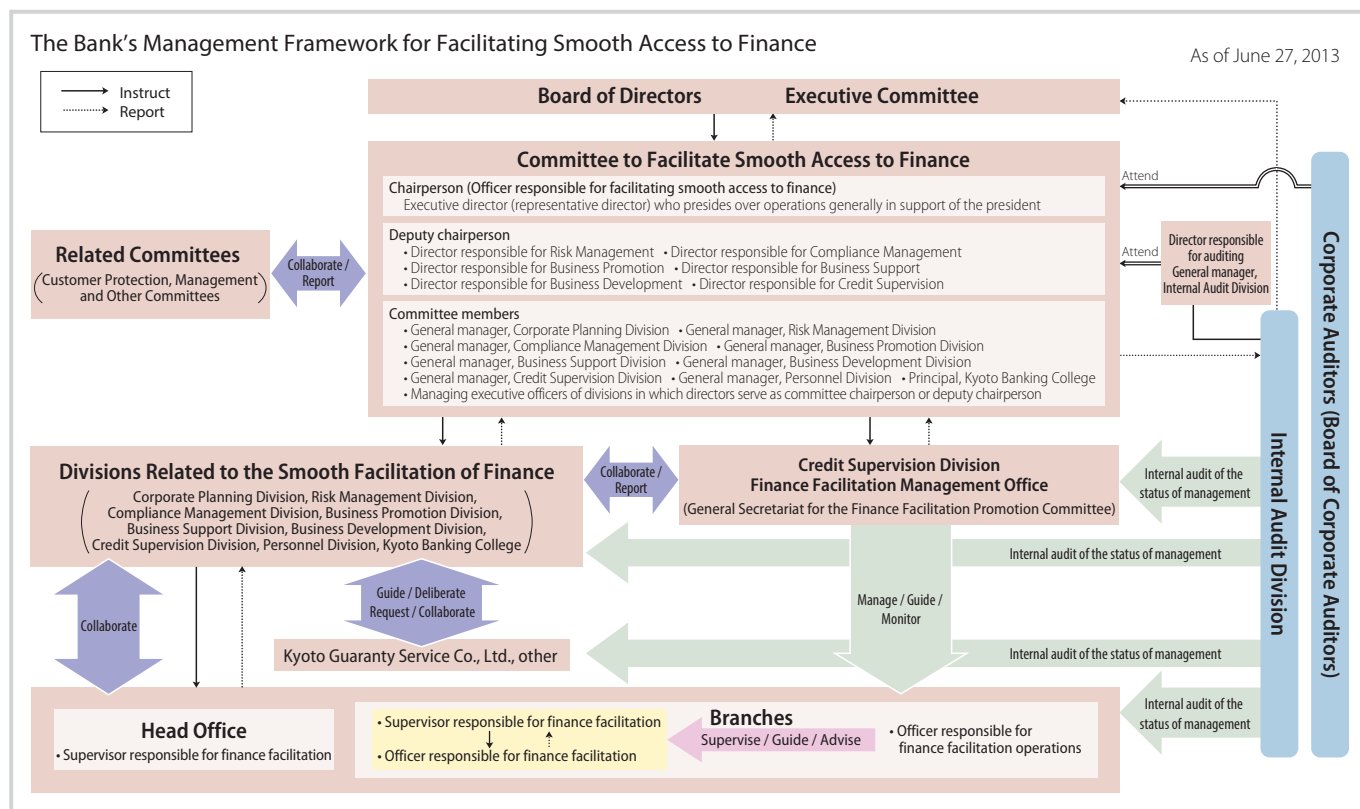 The Bank's Management Framework for Facilitating Smooth Access to Finance
As of June 27, 2013
Instruct
Report
Board of Directors Executive Committee
Committee to Facilitate Smooth Access to Finance
Chairperson (Officer responsible for facilitating smooth access to finance)
Executive director (representative director) who presides over operations generally in support of the president
Deputy chairperson
• Director responsible for Risk Management • Director responsible for Compliance Management
• Director responsible for Business Promotion • Director responsible for Business Support
• Director responsible for Business Development • Director responsible for Credit Supervision
Committee members
• General manager, Corporate Planning Division • General manager, Risk Management Division
• General manager, Compliance Management Division • General manager, Business Promotion Division
• General manager, Business Support Division • General manager, Business Development Division
• General manager, Credit Supervision Division • General manager, Personnel Division • Principal, Kyoto Banking College
• Managing executive officers of divisions in which directors serve as committee chairperson or deputy chairperson
Related Committees
(Customer Protection, Management
and Other Committees)
Collaborate /
Report
Attend
Attend
Director responsible
for auditing
General manager,
Internal Audit Division
Corporate Auditors (Board of Corporate Auditors)
Internal Audit Division
Divisions Related to the Smooth Facilitation of Finance
(Corporate Planning Division, Risk Management Division,
Compliance Management Division, Business Promotion Division,
Business Support Division, Business Development Division,
Credit Supervision Division, Personnel Division, Kyoto Banking College)
Collaborate /
Report
Credit Supervision Division
Finance Facilitation Management Office
(General Secretariat for the Finance Facilitation Promotion Committee)
Internal audit of the
status of management
Internal audit of the status of management
Collaborate
Guide / Deliberate
Request / Collaborate
Manage / Guide /
Monitor
Kyoto Guaranty Service Co., Ltd., other
Internal audit of the status of management
Internal audit of the
status of management
Head Office
• Supervisor responsible for finance facilitation
Branches
• Supervisor responsible for finance facilitation
• Officer responsible for finance facilitation
Supervise / Guide / Advise
• Officer responsible for
finance facilitation operations